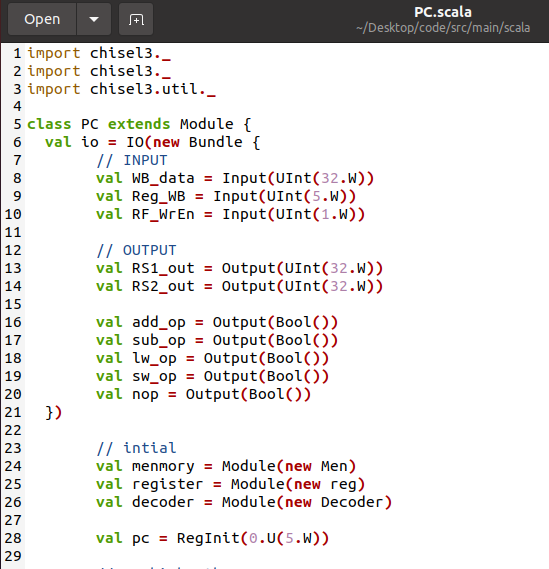 Open
PC.scala
~/Desktop/code/src/main/scala
1 import chisel3._
2 import chisel3._
3 import chisel3.util._
4
5 class PC extends Module {
6   val io = IO(new Bundle {
7         // INPUT
8         val WB_data = Input(UInt(32.W))
9         val Reg_WB = Input(UInt(5.W))
10         val RF_WrEn = Input(UInt(1.W))
11
12         // OUTPUT
13         val RS1_out = Output(UInt(32.W))
14         val RS2_out = Output(UInt(32.W))
15
16         val add_op = Output(Bool())
17         val sub_op = Output(Bool())
18         val lw_op = Output(Bool())
19         val sw_op = Output(Bool())
20         val nop = Output(Bool())
21   })
22
23         // intial
24         val menmory = Module(new Men)
25         val register = Module(new reg)
26         val decoder = Module(new Decoder)
27
28         val pc = RegInit(0.U(5.W))
29